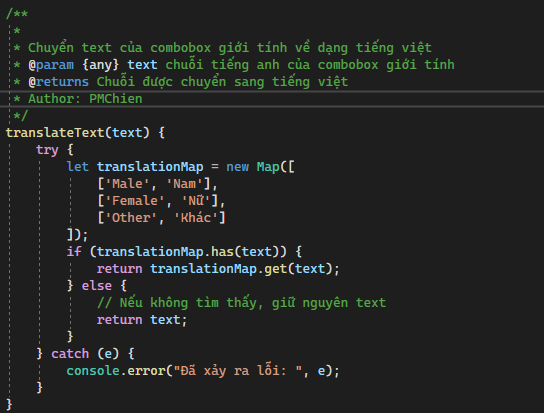 /**
 *
 * Chuyển text của combobox giới tính về dạng tiếng việt
 * @param {any} text chuỗi tiếng anh của combobox giới tính
 * @returns Chuỗi được chuyển sang tiếng việt
 * Author: PMChien
 */
translateText(text) {
    try {
        let translationMap = new Map([
            ['Male', 'Nam'],
            ['Female', 'Nữ'],
            ['Other', 'Khác']
        ]);
        if (translationMap.has(text)) {
            return translationMap.get(text);
        } else {
            // Nếu không tìm thấy, giữ nguyên text
            return text;
        }
    } catch (e) {
        console.error("Đã xảy ra lỗi: ", e);
    }
}